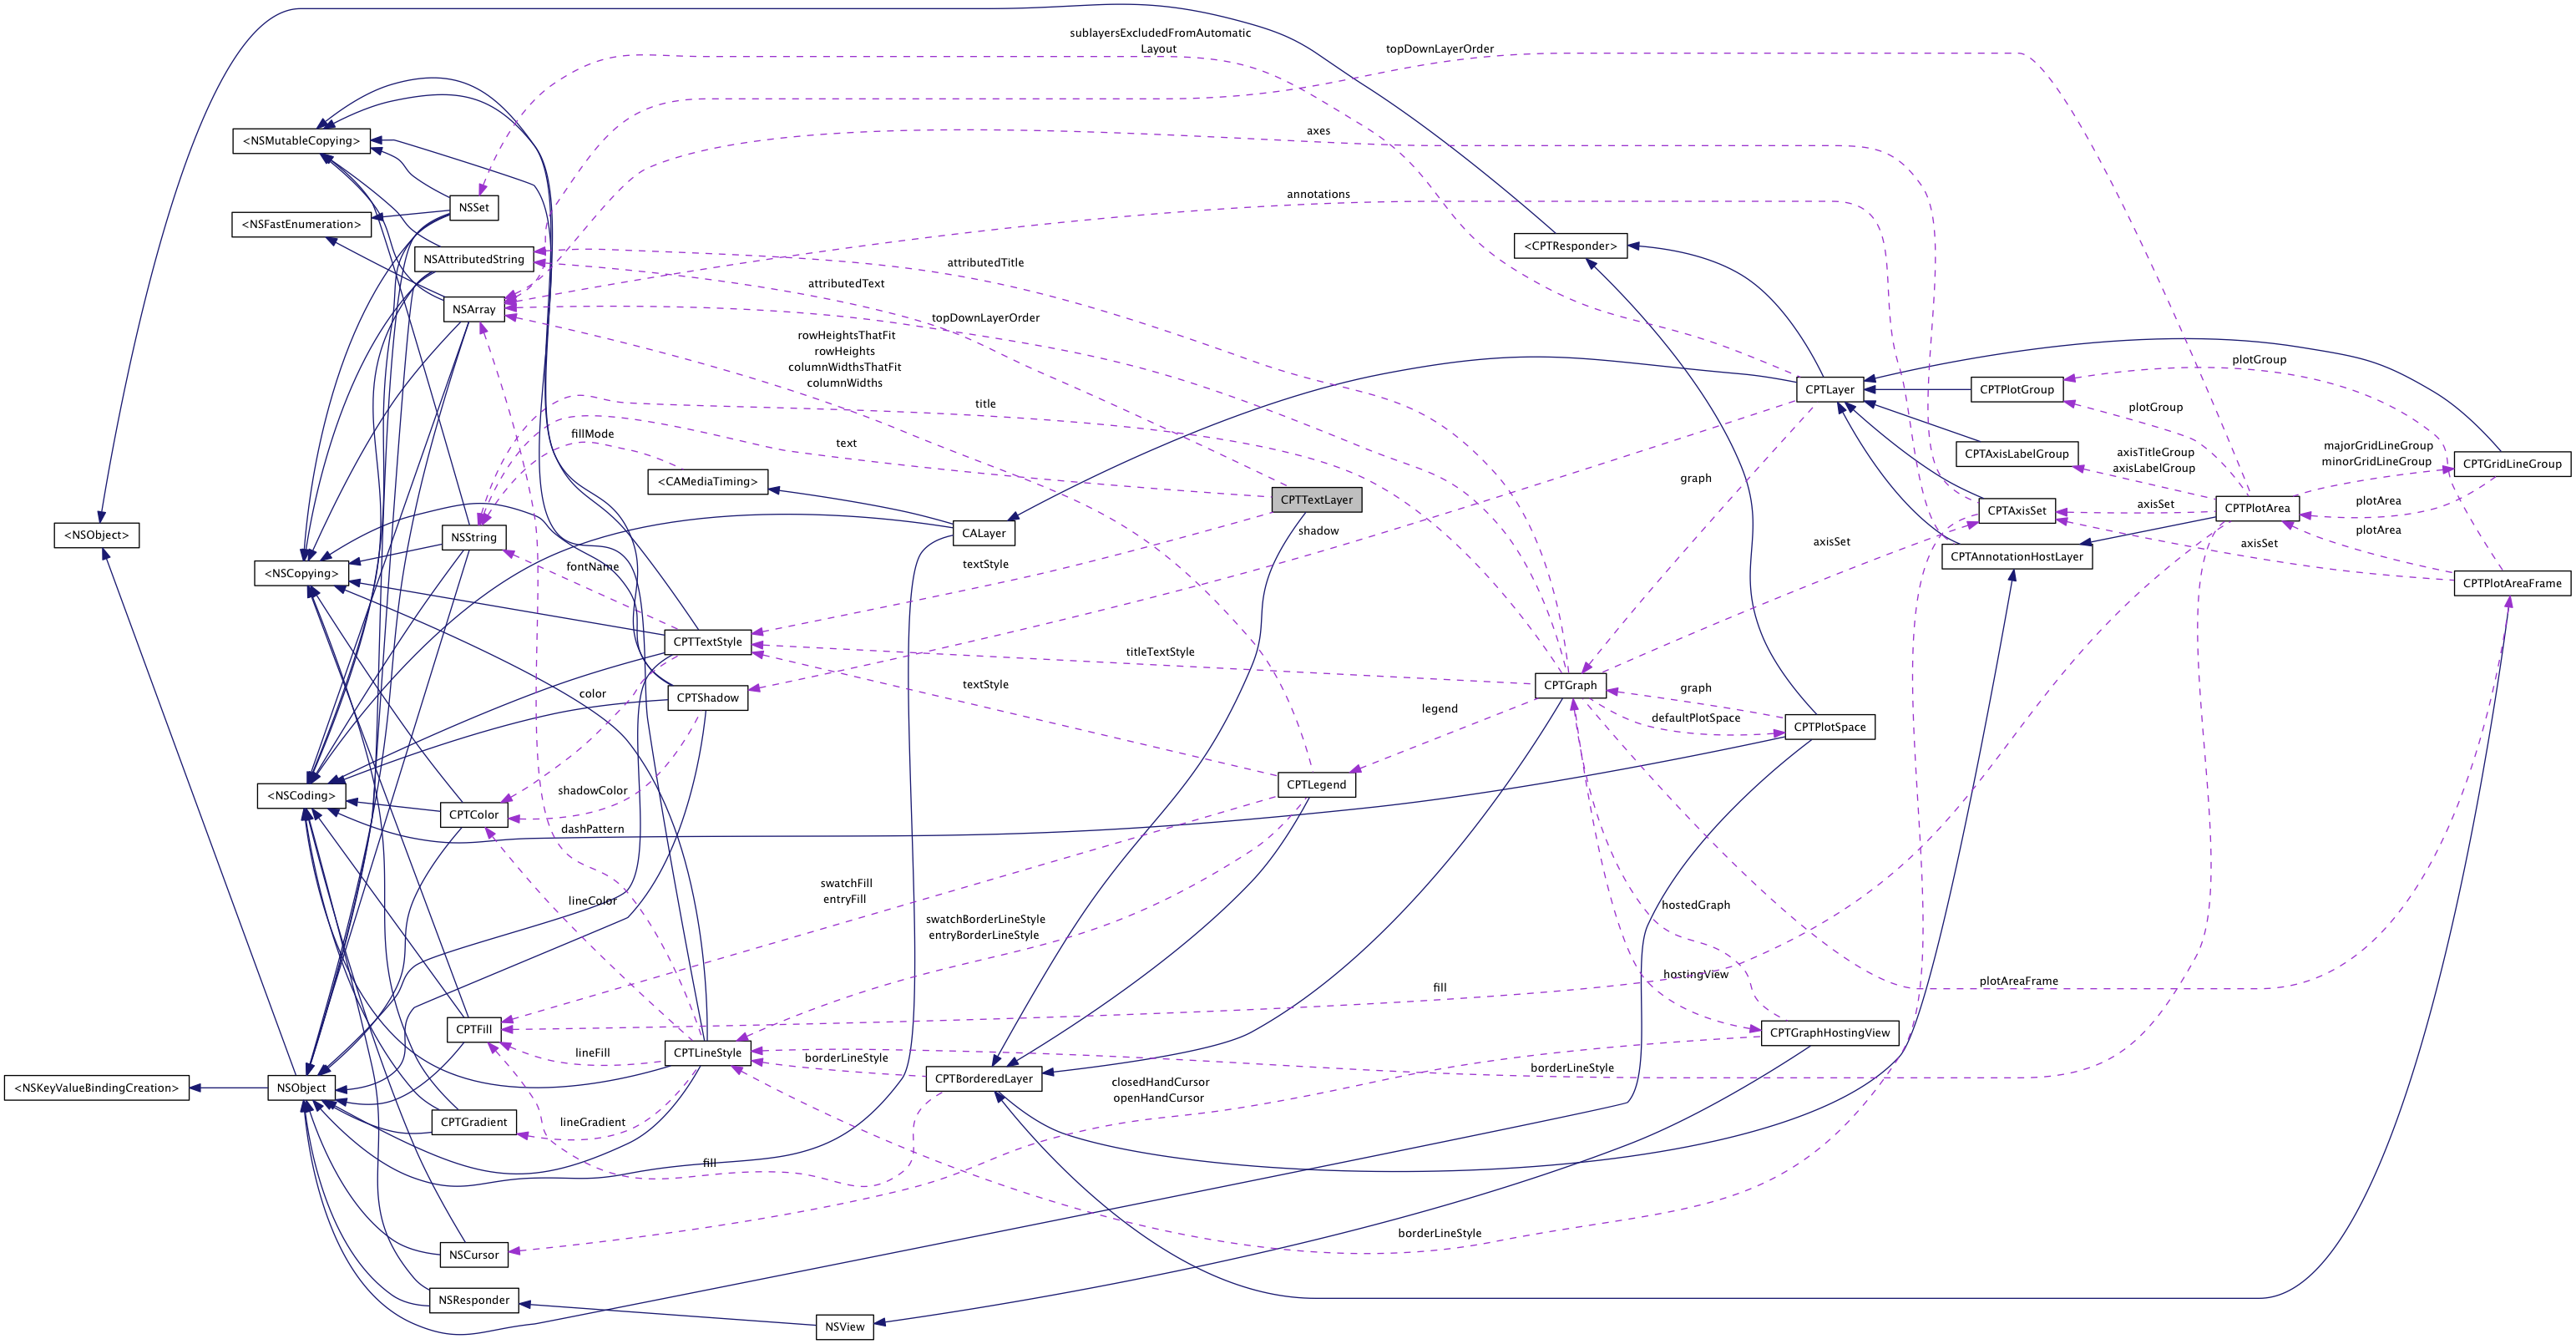 sublayersExcludedFromAutomatic
Layout
topDownLayerOrder
axes
<NSMutableCopying>
annotations
NSSet
<NSFastEnumeration>
<CPTResponder>
NSAttributedString
attributedTitle
attributedText
NSArray
topDownLayerOrder
rowHeightsThatFit
rowHeights
columnWidthsThatFit
columnWidths
plotGroup
CPTLayer
CPTPlotGroup
title
plotGroup
fillMode
text
majorGridLineGroup
minorGridLineGroup
axisTitleGroup
axisLabelGroup
CPTAxisLabelGroup
CPTGridLineGroup
<CAMediaTiming>
graph
CPTTextLayer
plotArea
axisSet
CPTAxisSet
CPTPlotArea
<NSObject>
NSString
CALayer
shadow
plotArea
axisSet
axisSet
CPTAnnotationHostLayer
<NSCopying>
fontName
textStyle
CPTPlotAreaFrame
CPTTextStyle
titleTextStyle
color
CPTShadow
textStyle
CPTGraph
graph
legend
defaultPlotSpace
CPTPlotSpace
CPTLegend
<NSCoding>
shadowColor
CPTColor
dashPattern
swatchFill
entryFill
lineColor
swatchBorderLineStyle
entryBorderLineStyle
hostedGraph
hostingView
plotAreaFrame
fill
CPTFill
CPTGraphHostingView
lineFill
CPTLineStyle
borderLineStyle
borderLineStyle
CPTBorderedLayer
closedHandCursor
openHandCursor
<NSKeyValueBindingCreation>
NSObject
CPTGradient
lineGradient
fill
borderLineStyle
NSCursor
NSResponder
NSView